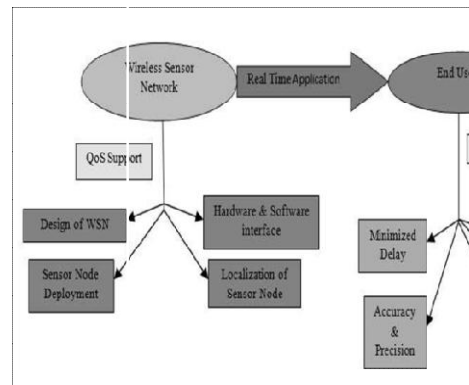 Wireless Sensor
Network
Real Time Application
End Use
QoS Support
Design of WSN
Hardware & Software
interface
Sensor Node
Deployment
Localization of
Sensor Node
Minimized
Delay
Accuracy
&
Precision